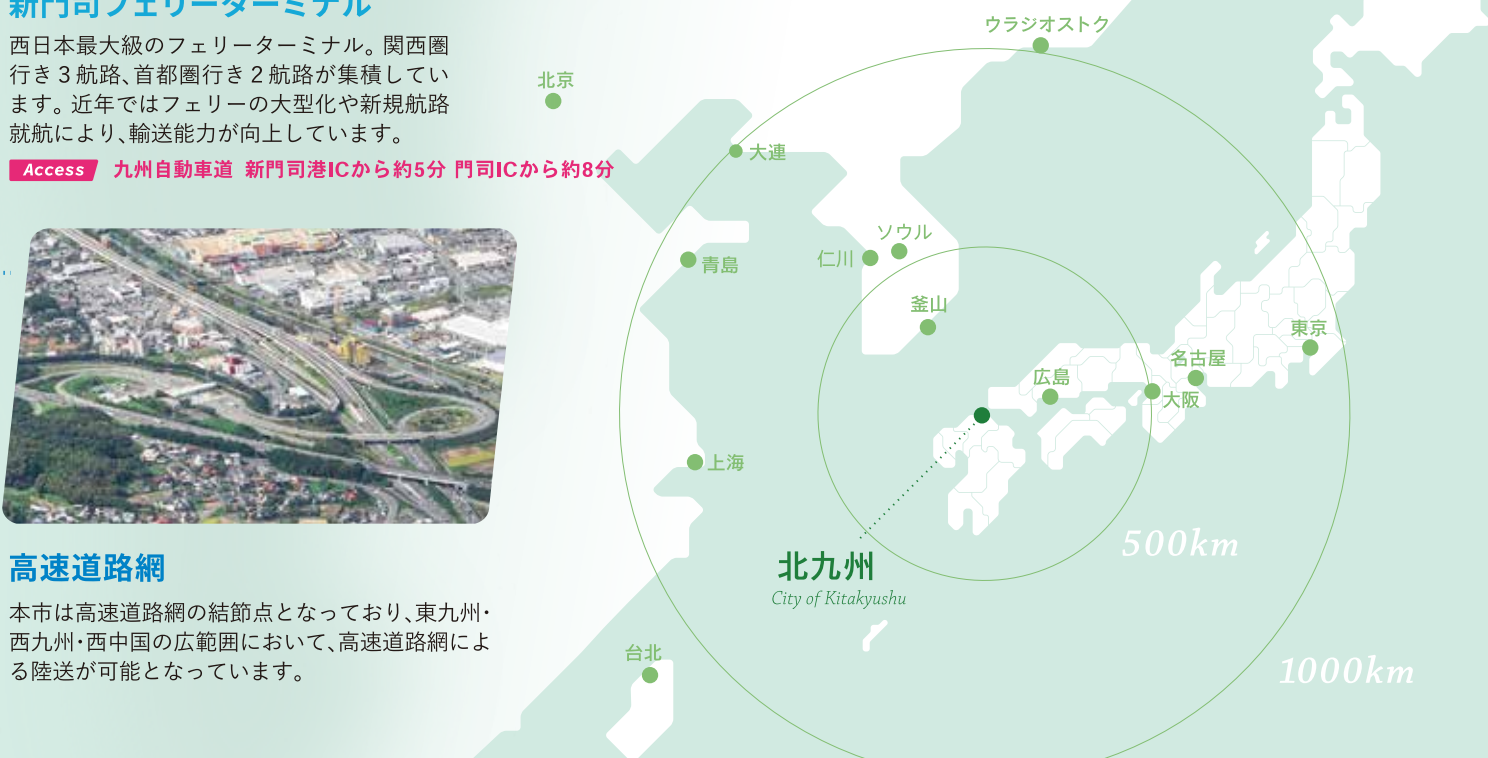 新門司フェリーターミナル
西日本最大級のフェリーターミナル。関西圏
行き3航路、首都圏行き2航路が集積してい
ます。近年ではフェリーの大型化や新規航路
就航により、輸送能力が向上しています。
Access 九州自動車道 新門司港ICから約5分 門司ICから約8分
高速道路網
本市は高速道路網の結節点となっており、東九州・
西九州・西中国の広範囲において、高速道路網によ
る陸送が可能となっています。
ウラジオストク
北京
大連
ソウル
仁川
青島
釜山
東京
名古屋
広島
大阪
上海
500km
北九州
City of Kitakyushu
台北
1000km